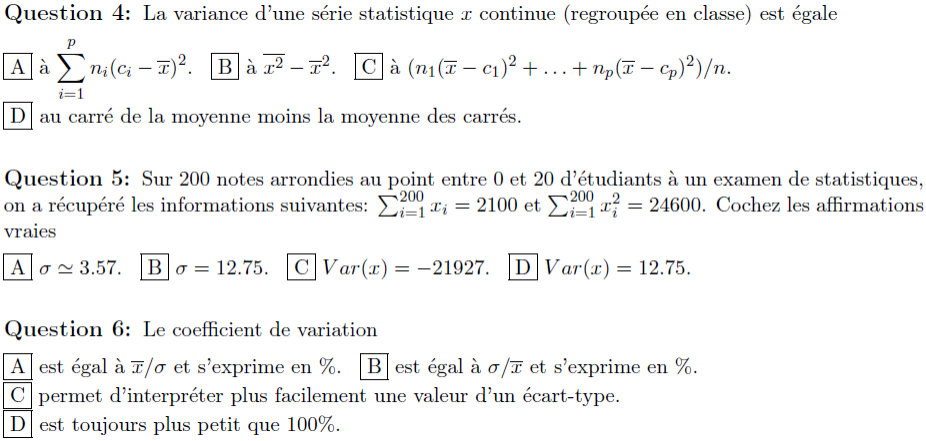 Question 4: La variance d'une série statistique x continue (regroupée en classe) est égale
A à ∑_{i=1}^{p} n_i(c_i − x̅)². B à \overline{x²} − x̅². C à (n₁(x̅ − c₁)² + . . . + n_p(x̅ − c_p)²)/n.
D au carré de la moyenne moins la moyenne des carrés.
Question 5: Sur 200 notes arrondies au point entre 0 et 20 d'étudiants à un examen de statistiques,
on a récupéré les informations suivantes: ∑_{i=1}^{200} x_i = 2100 et ∑_{i=1}^{200} x_i² = 24600. Cochez les affirmations
vraies
A σ ≃ 3.57. B σ = 12.75. C Var(x) = −21927. D Var(x) = 12.75.
Question 6: Le coefficient de variation
A est égal à x̅/σ et s'exprime en %. B est égal à σ/x̅ et s'exprime en %.
C permet d'interpréter plus facilement une valeur d'un écart-type.
D est toujours plus petit que 100%.